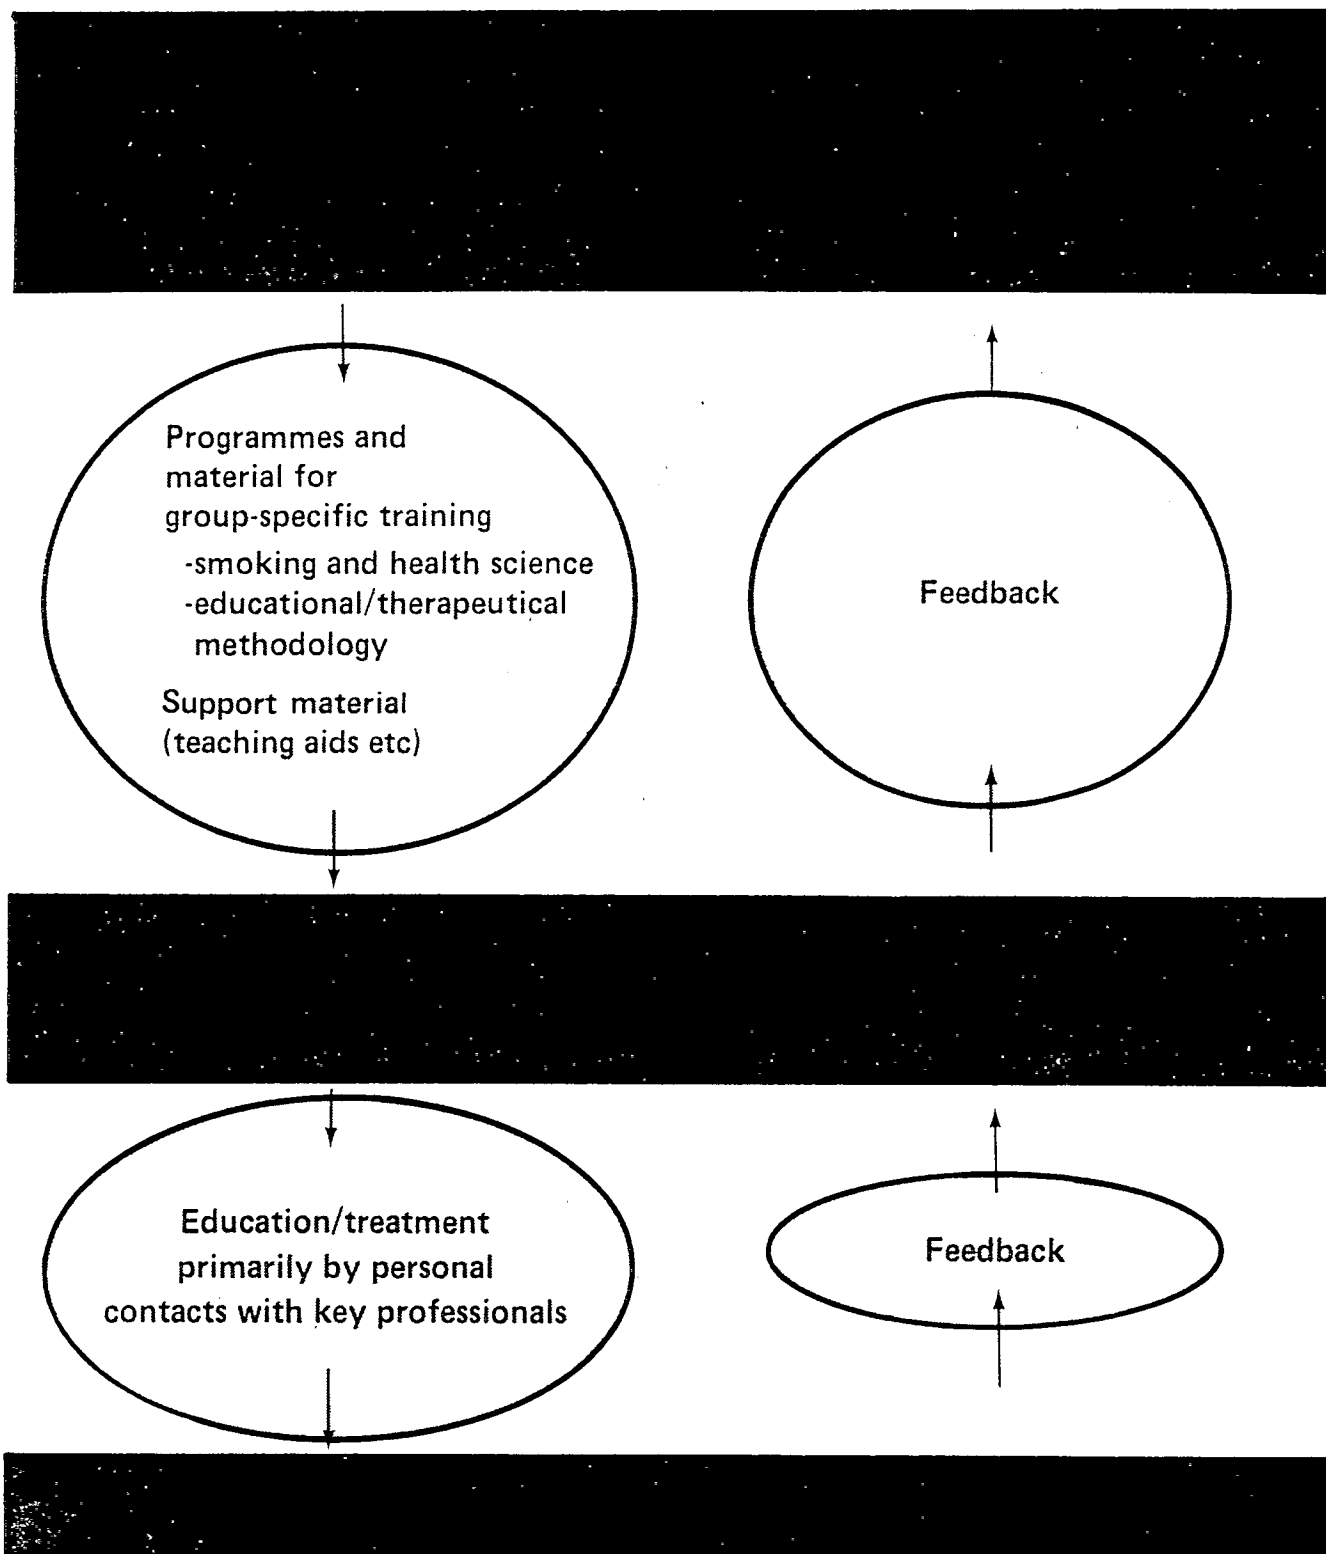 Programmes and
material for
group-specific training
-smoking and health science
-educational/therapeutical
methodology
Support material
(teaching aids etc)
Feedback
Education/treatment
primarily by personal
contacts with key professionals
Feedback